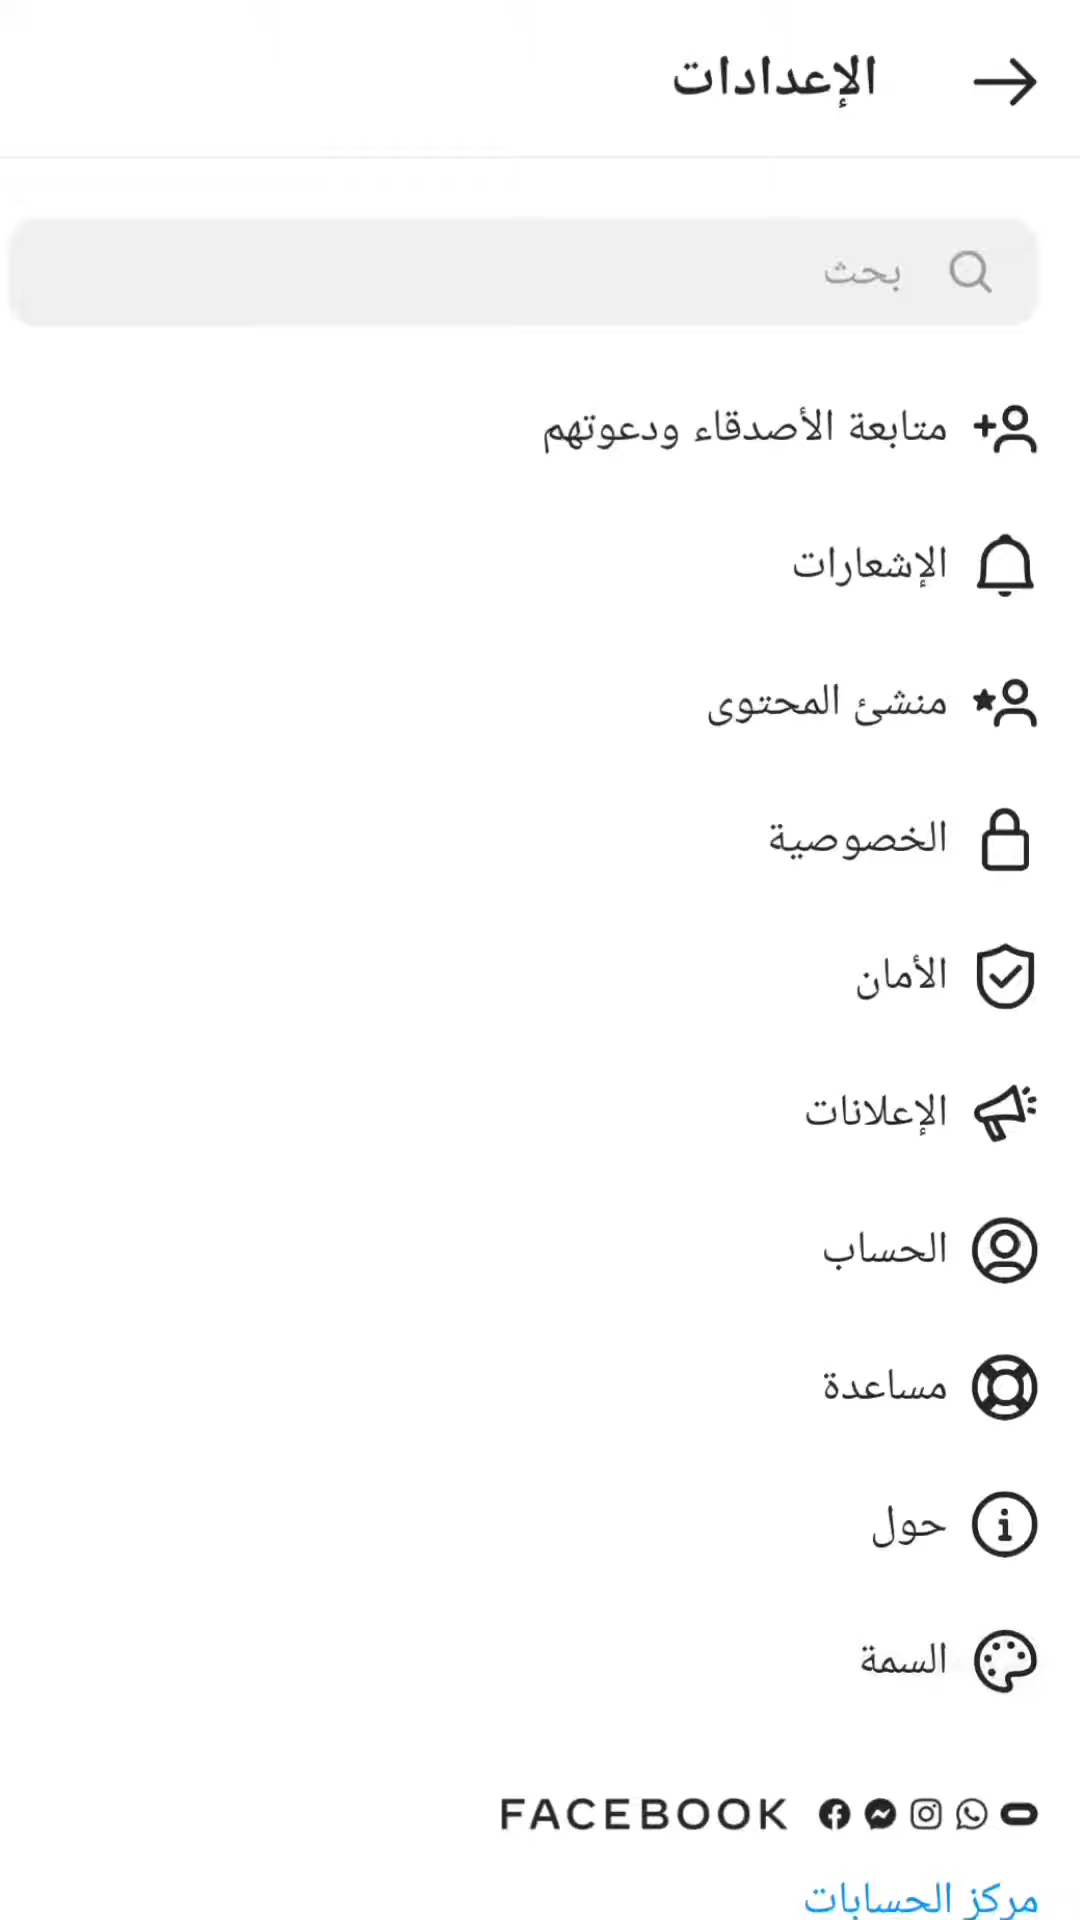 الإعدادات
بحث
متابعة الأصدقاء ودعوتهم
الإشعارات
منشئ المحتوى
الخصوصية
الأمان
الإعلانات
الحساب
مساعدة
حول
السمة
FACEBOOK
مركز الحسابات